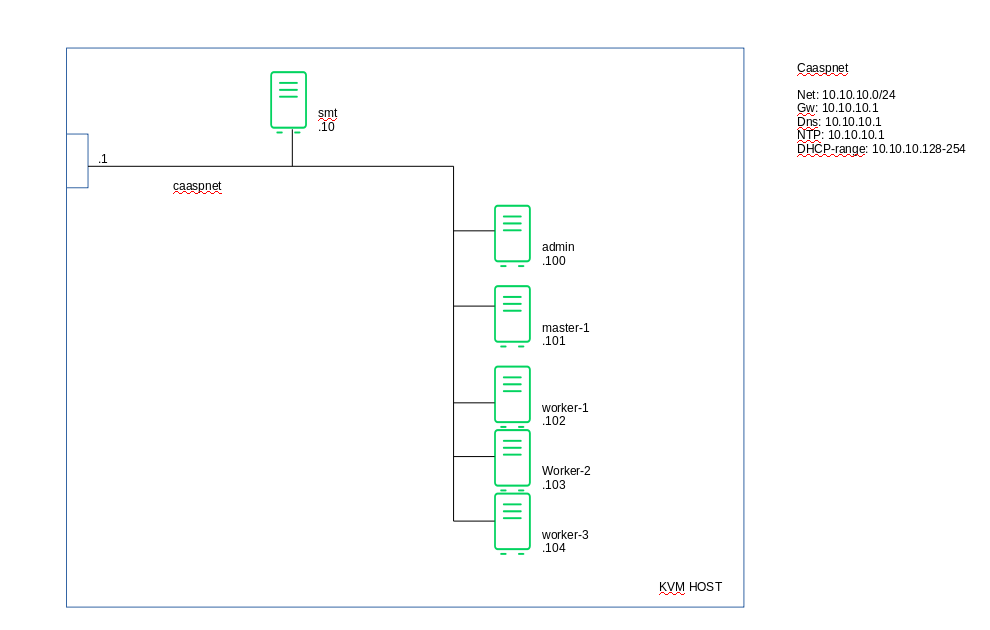 smt
.10
.1
caaspnet
admin
.100
master-1
.101
worker-1
.102
Worker-2
.103
worker-3
.104
KVM HOST
Caaspnet
Net: 10.10.10.0/24
Gw: 10.10.10.1
Dns: 10.10.10.1
NTP: 10.10.10.1
DHCP-range: 10.10.10.128-254